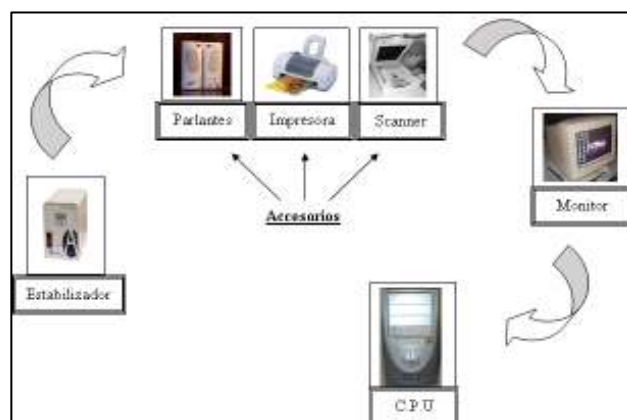 Parlantes
Impresora
Scanner
Accesorios
Monitor
Estabilizador
C.P.U